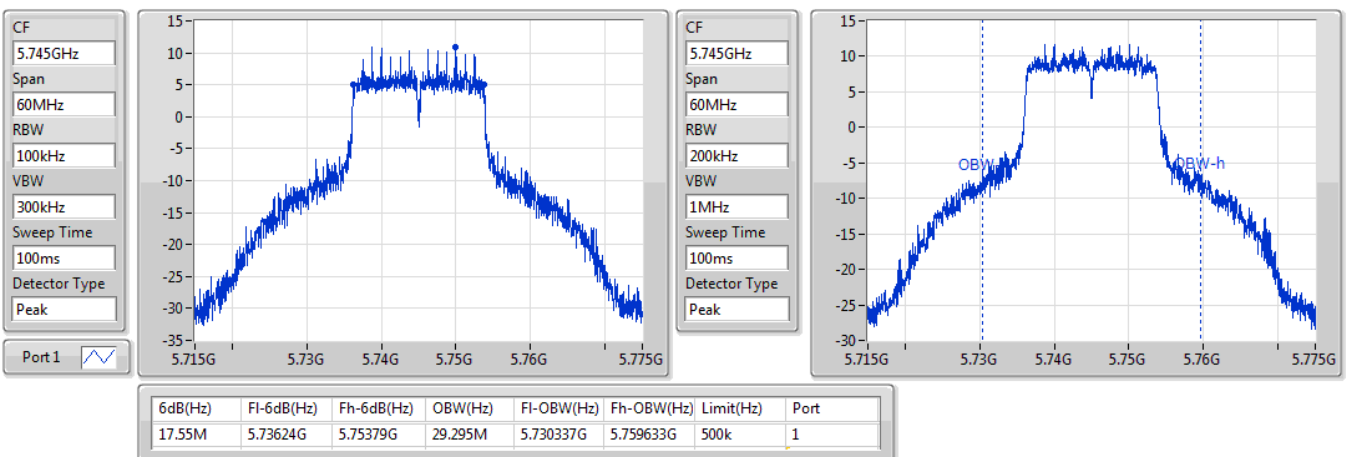 CF
5.745GHz
Span
60MHz
RBW
100kHz
VBW
300kHz
Sweep Time
100ms
Detector Type
Peak
Port 1
15
10
5
0
-5
-10
-15
-20
-25
-30
-35
5.715G 5.73G 5.74G 5.75G 5.76G 5.775G
CF
5.745GHz
Span
60MHz
RBW
200kHz
VBW
1MHz
Sweep Time
100ms
Detector Type
Peak
15
10
5
0
-5
-10
-15
-20
-25
-30
OBW OBW-h
5.715G 5.73G 5.74G 5.75G 5.76G 5.775G
6dB(Hz) Fl-6dB(Hz) Fh-6dB(Hz) OBW(Hz) Fl-OBW(Hz) Fh-OBW(Hz) Limit(Hz) Port
17.55M 5.73624G 5.75379G 29.295M 5.730337G 5.759633G 500k 1